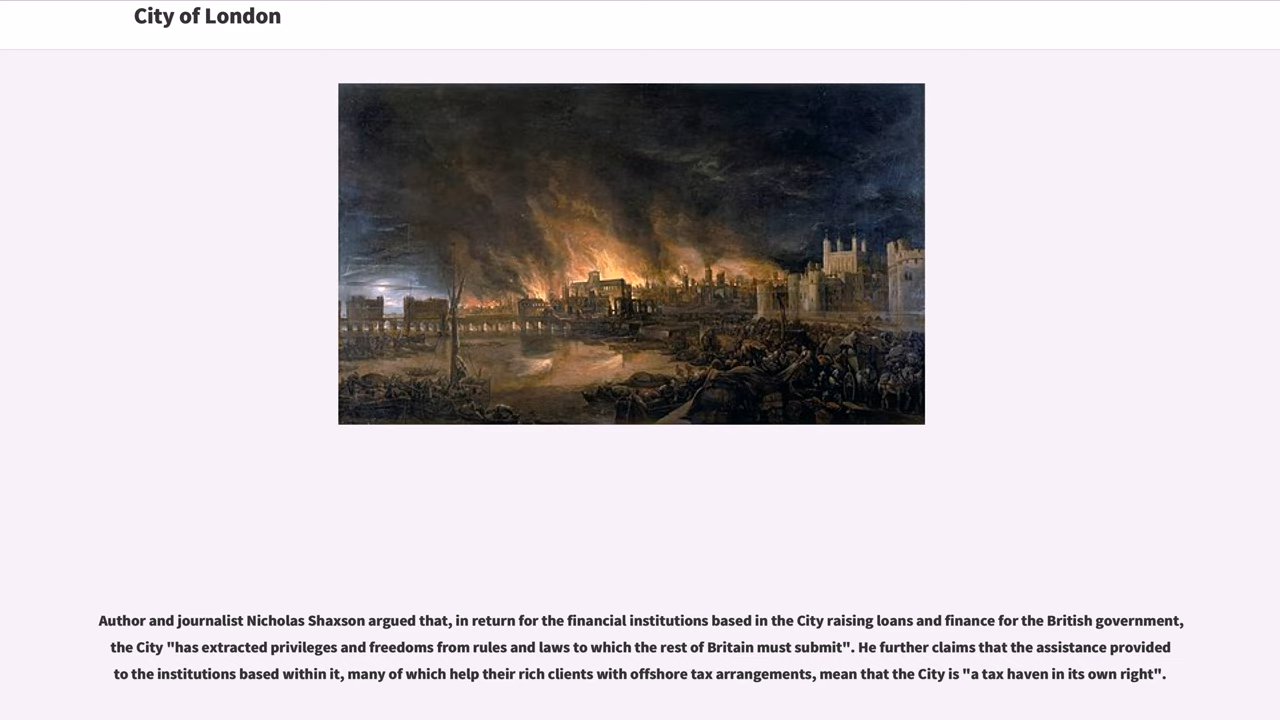 City of London
Author and journalist Nicholas Shaxson argued that, in return for the financial institutions based in the City raising loans and finance for the British government,
the City "has extracted privileges and freedoms from rules and laws to which the rest of Britain must submit". He further claims that the assistance provided
to the institutions based within it, many of which help their rich clients with offshore tax arrangements, mean that the City is "a tax haven in its own right".